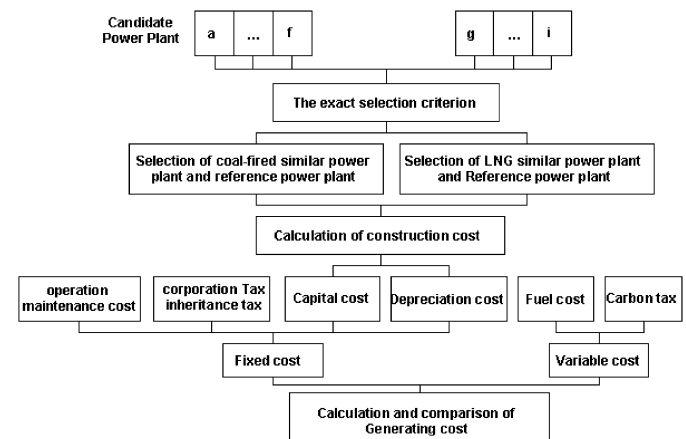 Candidate
Power Plant
a
...
f
g
...
i
The exact selection criterion
Selection of coal-fired similar power
plant and reference power plant
Selection of LNG similar power plant
and Reference power plant
Calculation of construction cost
operation
maintenance cost
corporation Tax
inheritance tax
Capital cost
Depreciation cost
Fuel cost
Carbon tax
Fixed cost
Variable cost
Calculation and comparison of
Generating cost